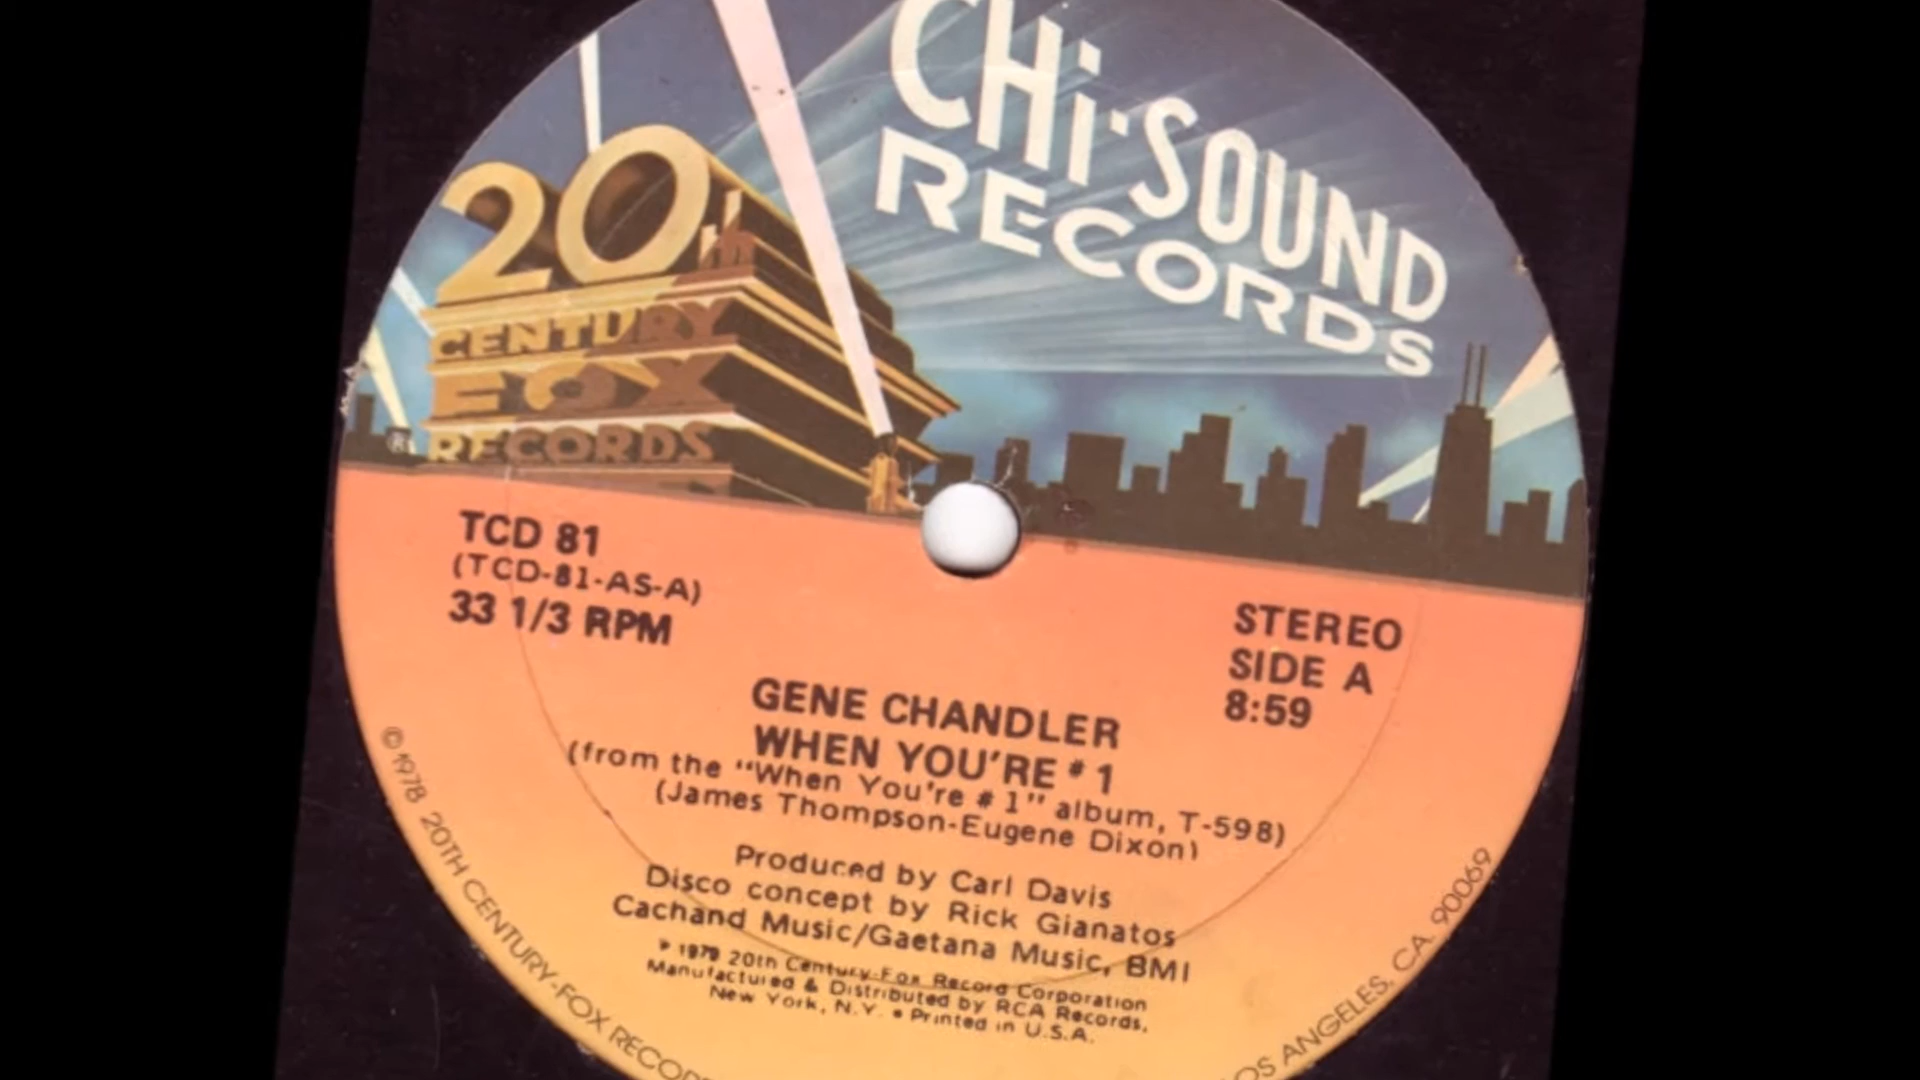 CHi·SOUND
RECORDS
20th
CENTURY
FOX
RECORDS
TCD 81
(TCD-81-AS-A)
33 1/3 RPM
STEREO
SIDE A
8:59
GENE CHANDLER
WHEN YOU'RE #1
(from the "When You're #1" album, T-598)
(James Thompson-Eugene Dixon)
Produced by Carl Davis
Disco concept by Rick Gianatos
Cachand Music/Gaetana Music, BMI
℗ 1979 20th Century-Fox Record Corporation
Manufactured & Distributed by RCA Records,
New York, N.Y. • Printed in U.S.A.
© 1978 20TH CENTURY-FOX RECOR
OS ANGELES, CA. 90069